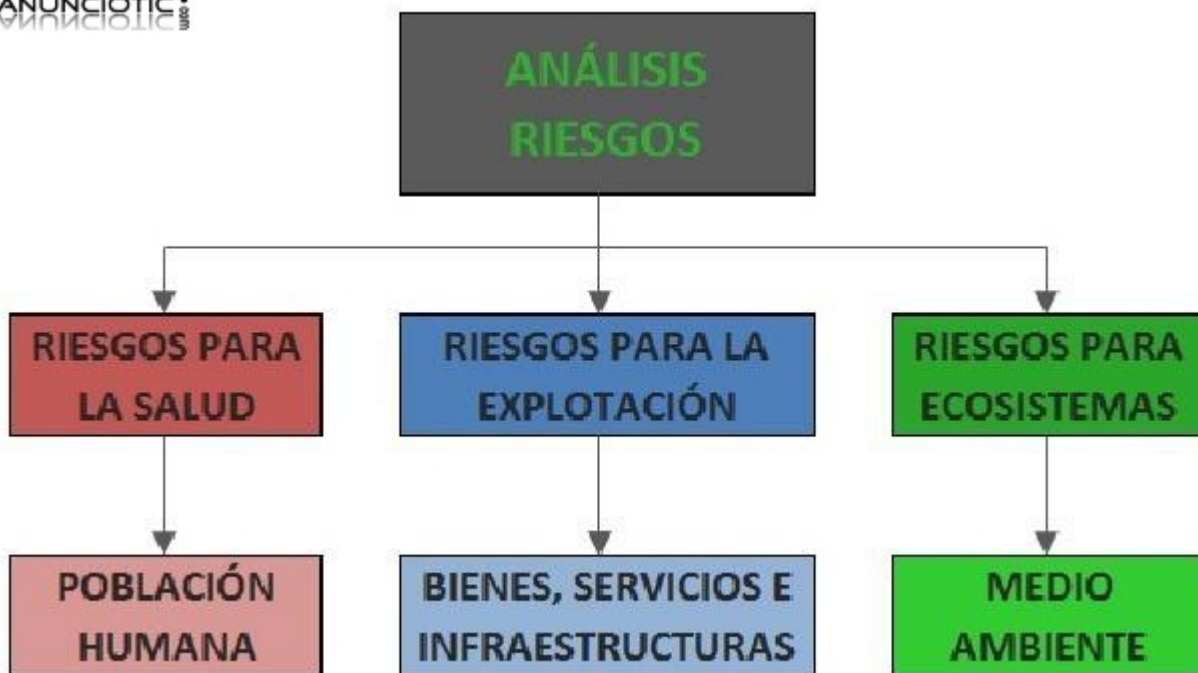 ANUNCIOTIC.com
ANÁLISIS
RIESGOS
RIESGOS PARA
LA SALUD
RIESGOS PARA LA
EXPLOTACIÓN
RIESGOS PARA
ECOSISTEMAS
POBLACIÓN
HUMANA
BIENES, SERVICIOS E
INFRAESTRUCTURAS
MEDIO
AMBIENTE